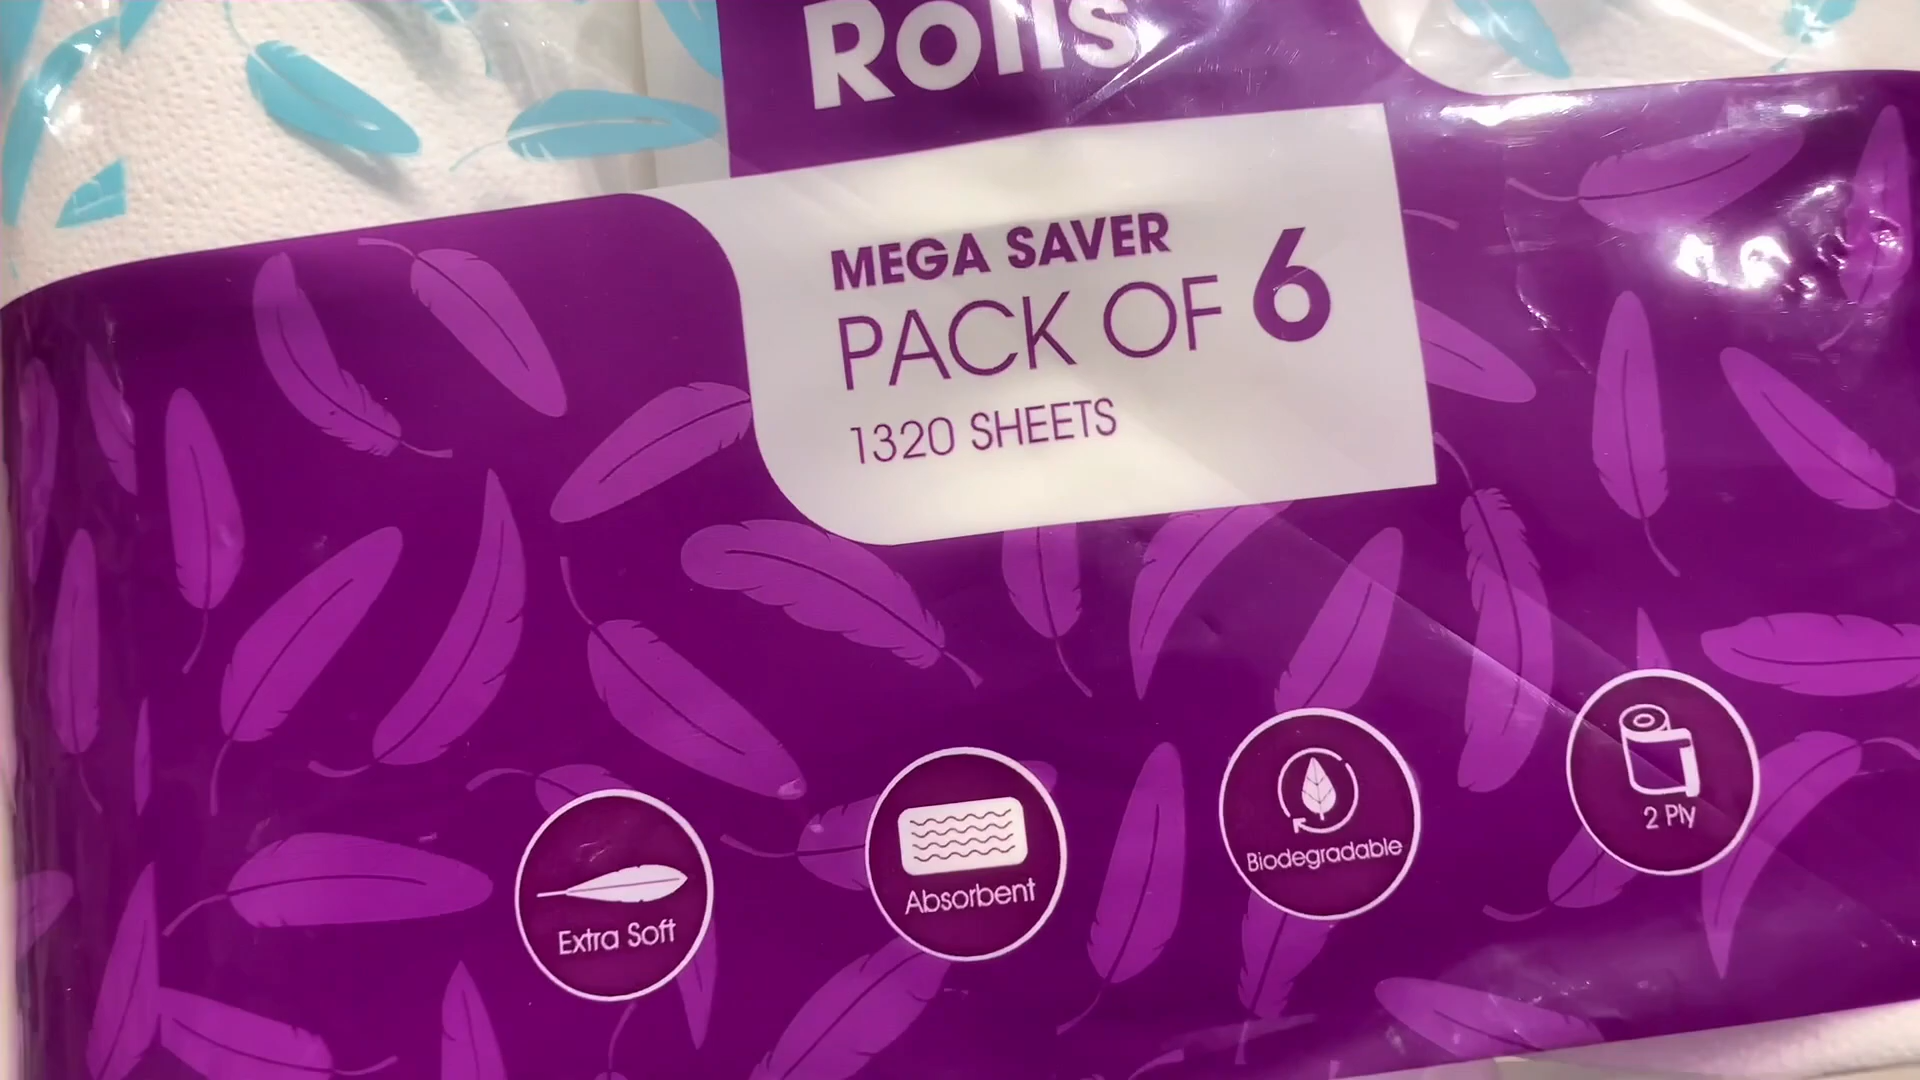 Rolls
MEGA SAVER
PACK OF 6
1320 SHEETS
Extra Soft
Absorbent
Biodegradable
2 Ply